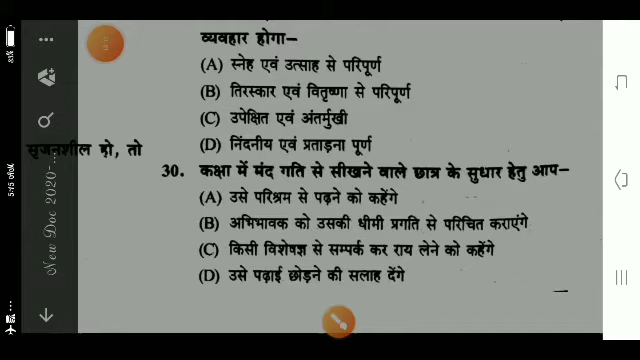 व्यवहार होगा–
(A) स्नेह एवं उत्साह से परिपूर्ण
(B) तिरस्कार एवं वितृष्णा से परिपूर्ण
(C) उपेक्षित एवं अंतर्मुखी
(D) निंदनीय एवं प्रताड़ना पूर्ण
सृजनशील हो, तो
30. कक्षा में मंद गति से सीखने वाले छात्र के सुधार हेतु आप–
(A) उसे परिश्रम से पढ़ने को कहेंगे
(B) अभिभावक को उसकी धीमी प्रगति से परिचित कराएंगे
(C) किसी विशेषज्ञ से सम्पर्क कर राय लेने को कहेंगे
(D) उसे पढ़ाई छोड़ने की सलाह देंगे
New Doc 2020-...